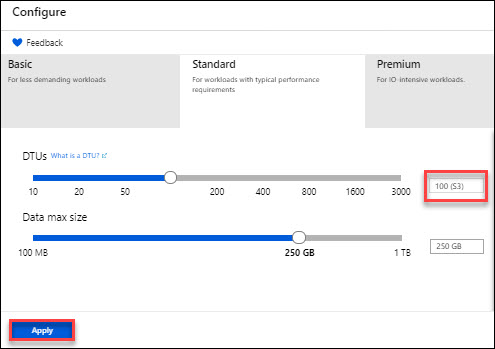 Configure
Feedback
Basic
For less demanding workloads
Standard
For workloads with typical performance
requirements
Premium
For IO-intensive workloads.
DTUs What is a DTU?
100 (S3)
10 20 50 200 400 800 1600 3000
Data max size
250 GB
100 MB 250 GB 1 TB
Apply